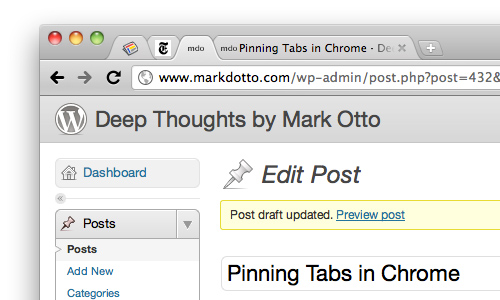 mdo
mdo Pinning Tabs in Chrome - De
www.markdotto.com/wp-admin/post.php?post=432&
Deep Thoughts by Mark Otto
Dashboard
Edit Post
Posts
Post draft updated. Preview post
Posts
Add New
Pinning Tabs in Chrome
Categories